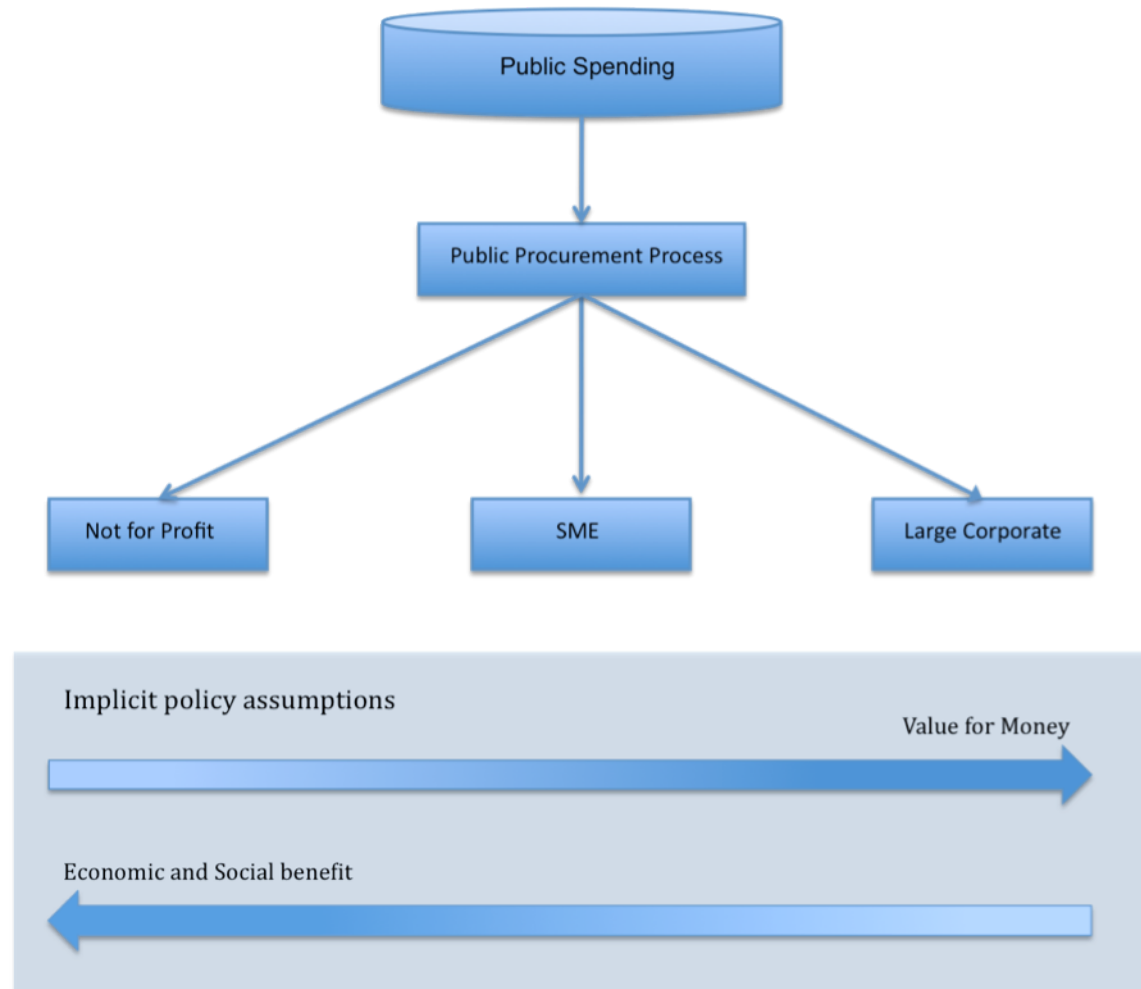 Public Spending
Public Procurement Process
Not for Profit
SME
Large Corporate
Implicit policy assumptions
Value for Money
Economic and Social benefit